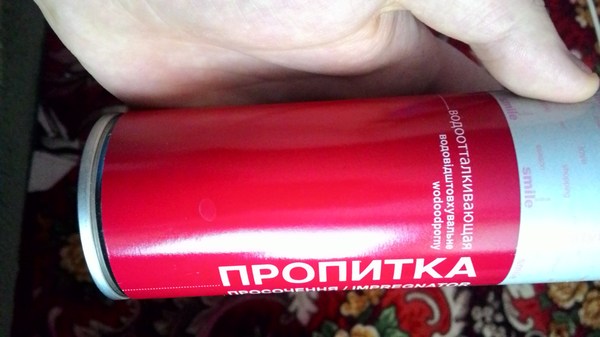 ПРОПИТКА
ПРОСОЧЕННЯ / IMPREGNATOR
водоотталкивающая
водовідштовхувальне
wodoodporny
smile